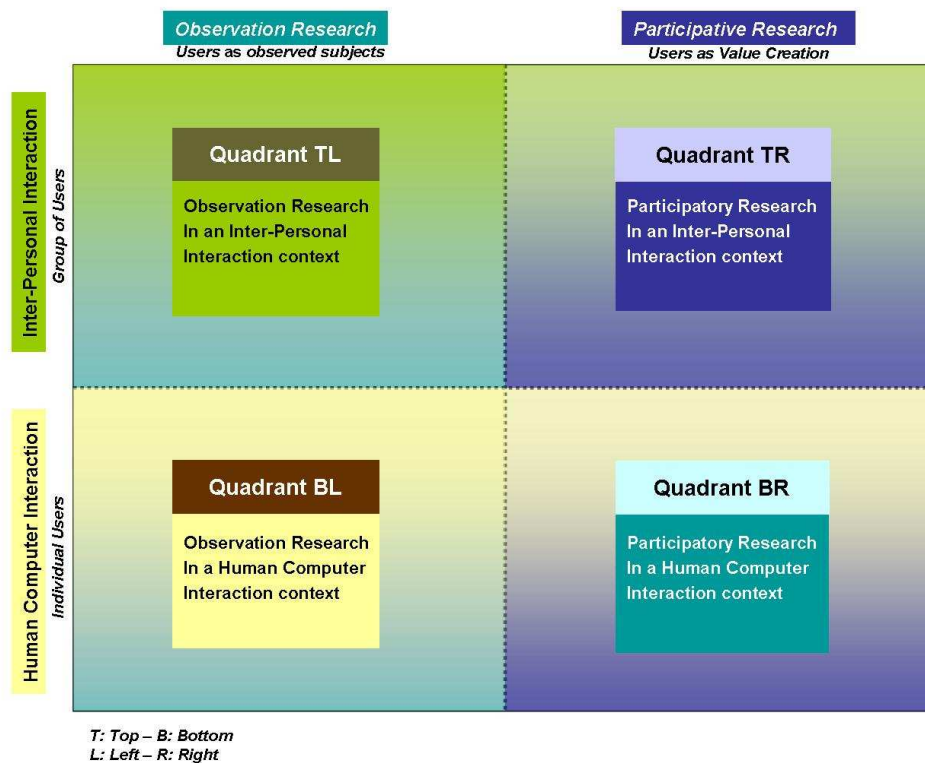 Observation Research
Users as observed subjects
Participative Research
Users as Value Creation
Inter-Personal Interaction
Group of Users
Quadrant TL
Observation Research
In an Inter-Personal
Interaction context
Quadrant TR
Participatory Research
In an Inter-Personal
Interaction context
Human Computer Interaction
Individual Users
Quadrant BL
Observation Research
In a Human Computer
Interaction context
Quadrant BR
Participatory Research
In a Human Computer
Interaction context
T: Top – B: Bottom
L: Left – R: Right